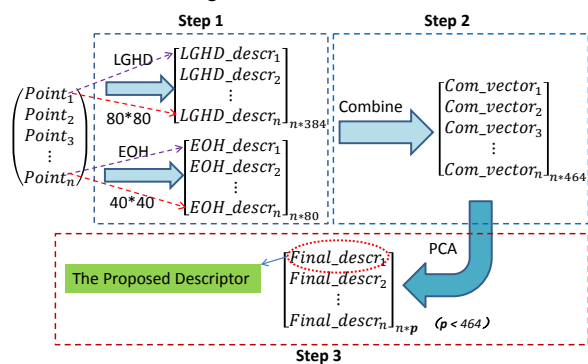 Step 1
Step 2
Point1
Point2
Point3
⋮
Pointn
LGHD
80*80
LGHD_descr1
LGHD_descr2
⋮
LGHD_descrn
n*384
EOH
40*40
EOH_descr1
EOH_descr2
⋮
EOH_descrn
n*80
Combine
Com_vector1
Com_vector2
Com_vector3
⋮
Com_vectorn
n*464
PCA
(p < 464)
The Proposed Descriptor
Final_descr1
Final_descr2
⋮
Final_descrn
n*p
Step 3